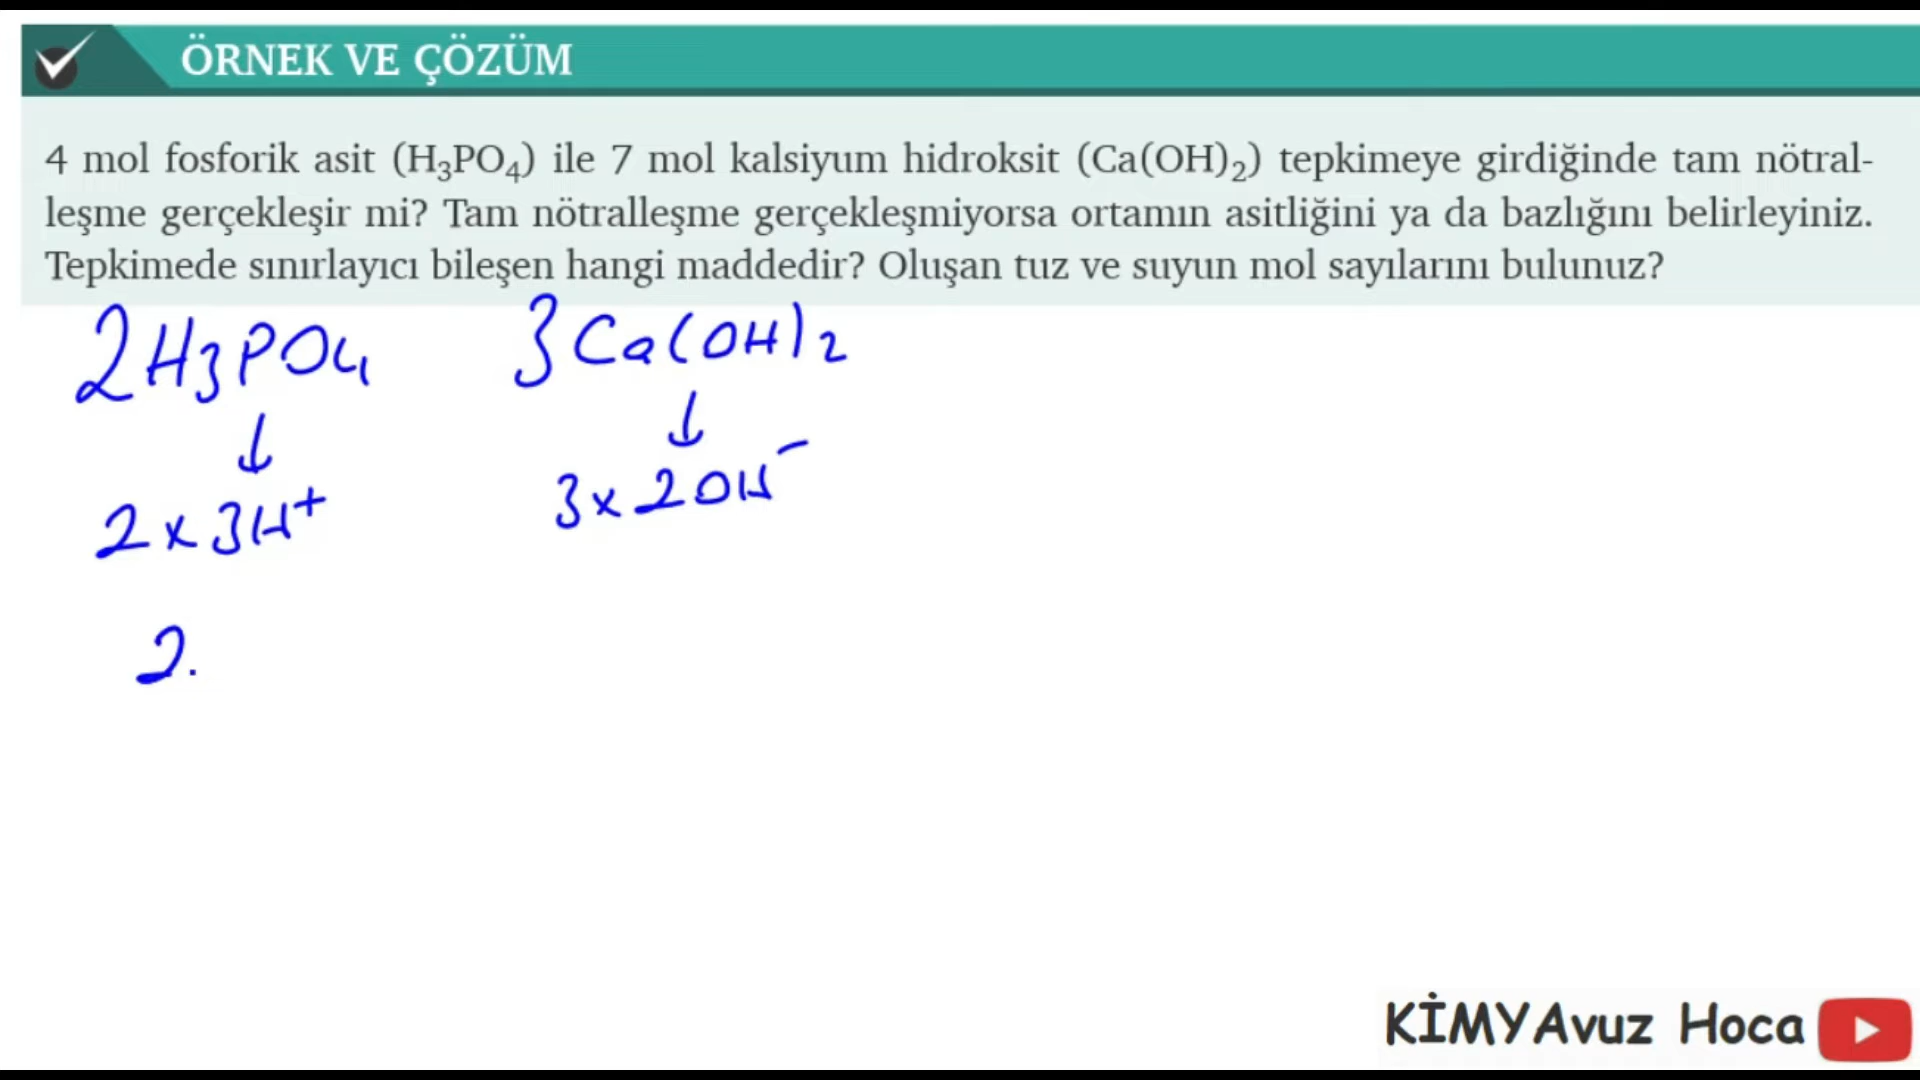 ÖRNEK VE ÇÖZÜM
4 mol fosforik asit (H₃PO₄) ile 7 mol kalsiyum hidroksit (Ca(OH)₂) tepkimeye girdiğinde tam nötral-
leşme gerçekleşir mi? Tam nötralleşme gerçekleşmiyorsa ortamın asitliğini ya da bazlığını belirleyiniz.
Tepkimede sınırlayıcı bileşen hangi maddedir? Oluşan tuz ve suyun mol sayılarını bulunuz?
2H₃PO₄ 3Ca(OH)₂
↓ ↓
2x3H⁺ 3x2OH⁻
2.
KİMYAvuz Hoca